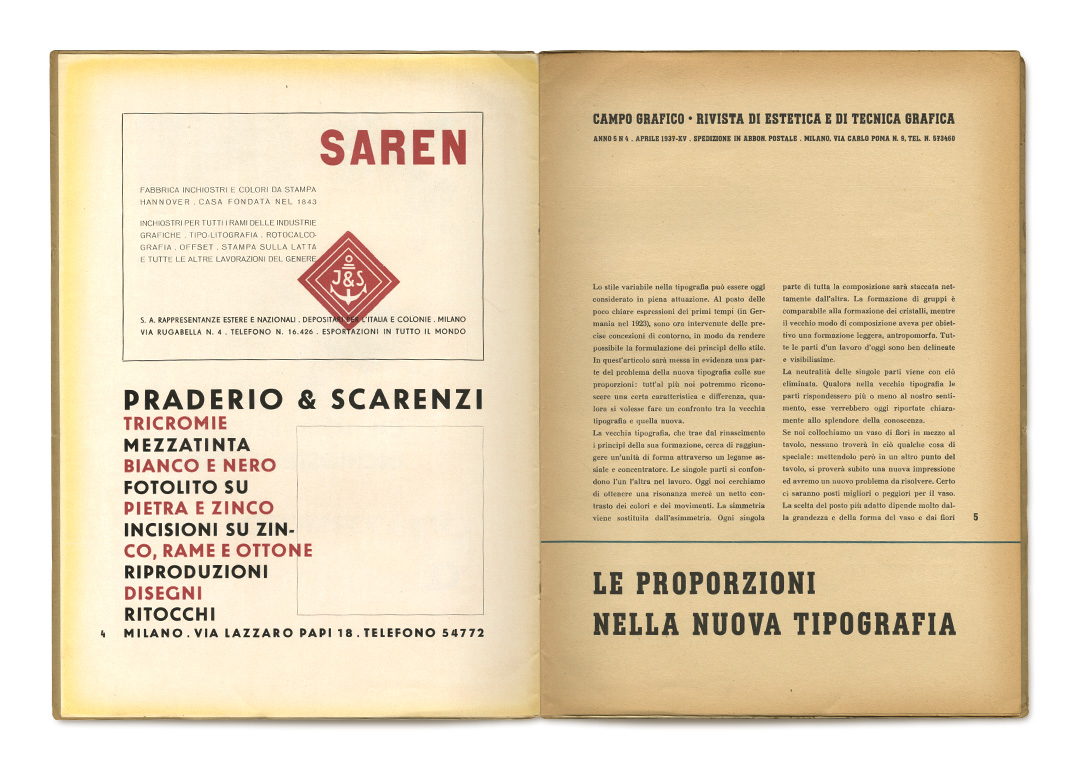 SAREN
FABBRICA INCHIOSTRI E COLORI DA STAMPA
HANNOVER . CASA FONDATA NEL 1843
INCHIOSTRI PER TUTTI I RAMI DELLE INDUSTRIE
GRAFICHE . TIPO-LITOGRAFIA . ROTOCALCO-
GRAFIA . OFFSET . STAMPA SULLA LATTA
E TUTTE LE ALTRE LAVORAZIONI DEL GENERE
J&S
S. A. RAPPRESENTANZE ESTERE E NAZIONALI . DEPOSITARI PER L'ITALIA E COLONIE . MILANO
VIA RUGABELLA N. 4 . TELEFONO N. 16.426 . ESPORTAZIONI IN TUTTO IL MONDO
PRADERIO & SCARENZI
TRICROMIE
MEZZATINTA
BIANCO E NERO
FOTOLITO SU
PIETRA E ZINCO
INCISIONI SU ZIN-
CO, RAME E OTTONE
RIPRODUZIONI
DISEGNI
RITOCCHI
4 MILANO . VIA LAZZARO PAPI 18 . TELEFONO 54772
CAMPO GRAFICO • RIVISTA DI ESTETICA E DI TECNICA GRAFICA
ANNO 5 N 4 . APRILE 1937-XV . SPEDIZIONE IN ABBON. POSTALE . MILANO, VIA CARLO POMA N. 5, TEL. N. 573460
Lo stile variabile nella tipografia può essere oggi
considerato in piena attuazione. Al posto delle
poco chiare espressioni dei primi tempi (in Ger-
mania nel 1923), sono ora intervenute delle pre-
cise concezioni di contorno, in modo da rendere
possibile la formulazione dei principi dello stile.
In quest'articolo sarà messa in evidenza una par-
te del problema della nuova tipografia colle sue
proporzioni: tutt'al più noi potremmo ricono-
scere una certa caratteristica e differenza, qua-
lora si volesse fare un confronto tra la vecchia
tipografia e quella nuova.
La vecchia tipografia, che trae dal rinascimento
i principi della sua formazione, cerca di raggiun-
gere un'unità di forma attraverso un legame as-
siale e concentratore. Le singole parti si confon-
dono l'un l'altra nel lavoro. Oggi noi cerchiamo
di ottenere una risonanza mercè un netto con-
trasto dei colori e dei movimenti. La simmetria
viene sostituita dall'asimmetria. Ogni singola
parte di tutta la composizione sarà staccata net-
tamente dall'altra. La formazione di gruppi è
comparabile alla formazione dei cristalli, mentre
il vecchio modo di composizione aveva per obiet-
tivo una formazione leggera, antropomorfa. Tut-
te le parti d'un lavoro d'oggi sono ben delineate
e visibilissime.
La neutralità delle singole parti viene con ciò
eliminata. Qualora nella vecchia tipografia le
parti rispondessero più o meno al nostro senti-
mento, esse verrebbero oggi riportate chiara-
mente allo splendore della conoscenza.
Se noi collochiamo un vaso di fiori in mezzo al
tavolo, nessuno troverà in ciò qualche cosa di
speciale: mettendolo però in un altro punto del
tavolo, si proverà subito una nuova impressione
ed avremo un nuovo problema da risolvere. Certo
ci saranno posti migliori o peggiori per il vaso.
La scelta del posto più adatto dipende molto dal-
la grandezza e della forma del vaso e dai fiori
5
LE PROPORZIONI
NELLA NUOVA TIPOGRAFIA